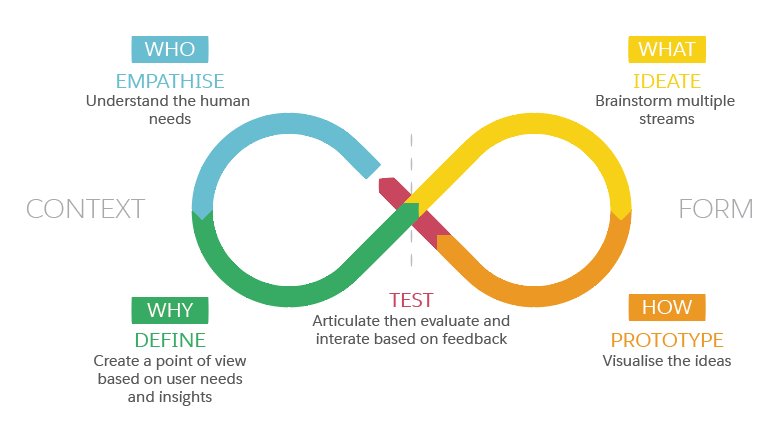 WHO
EMPATHISE
Understand the human
needs
WHAT
IDEATE
Brainstorm multiple
streams
CONTEXT
FORM
WHY
DEFINE
Create a point of view
based on user needs
and insights
TEST
Articulate then evaluate and
interate based on feedback
HOW
PROTOTYPE
Visualise the ideas